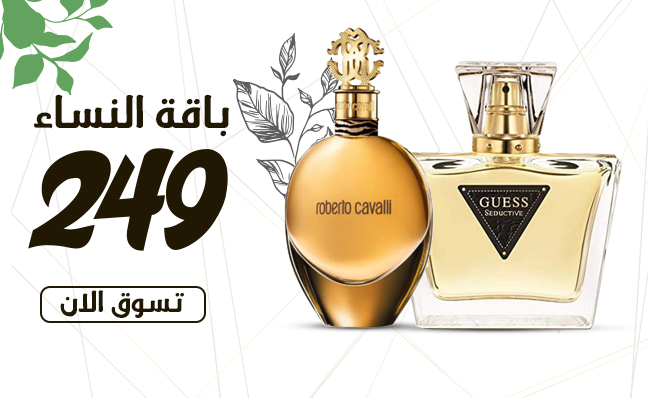 باقة النساء
249
تسوق الان
roberto cavalli
GUESS
SEDUCTIVE